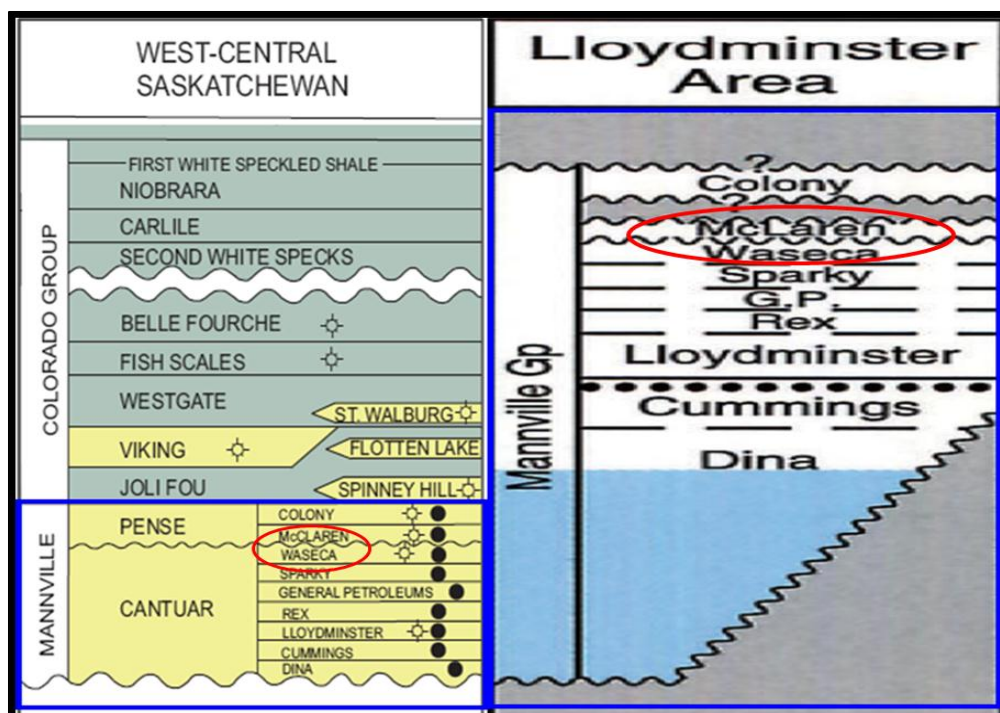 WEST-CENTRAL
SASKATCHEWAN
COLORADO GROUP
FIRST WHITE SPECKLED SHALE
NIOBRARA
CARLILE
SECOND WHITE SPECKS
BELLE FOURCHE
FISH SCALES
WESTGATE
ST. WALBURG
VIKING
FLOTTEN LAKE
JOLI FOU
SPINNEY HILL
MANNVILLE
PENSE
COLONY
McCLAREN
WASECA
CANTUAR
SPARKY
GENERAL PETROLEUMS
REX
LLOYDMINSTER
CUMMINGS
DINA
Lloydminster
Area
Mannville Gp
?
Colony
?
McLaren
Waseca
Sparky
G.P.
Rex
Lloydminster
Cummings
Dina